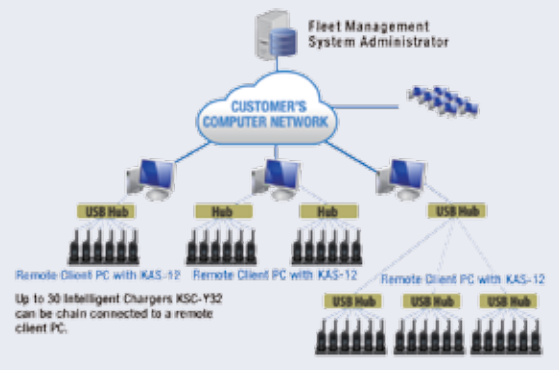 Fleet Management
System Administrator
CUSTOMER'S
COMPUTER NETWORK
USB Hub
Hub
Hub
USB Hub
Remote Client PC with KAS-12
Remote Client PC with KAS-12
Remote Client PC with KAS-12
Up to 30 Intelligent Chargers KSC-Y32
can be chain connected to a remote
client PC.
USB Hub
USB Hub
USB Hub